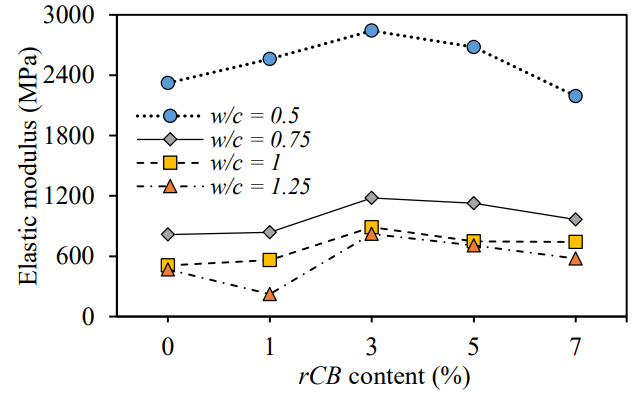 3000
2400
1800
1200
600
0
Elastic modulus (MPa)
w/c = 0.5
w/c = 0.75
w/c = 1
w/c = 1.25
0 1 3 5 7
rCB content (%)